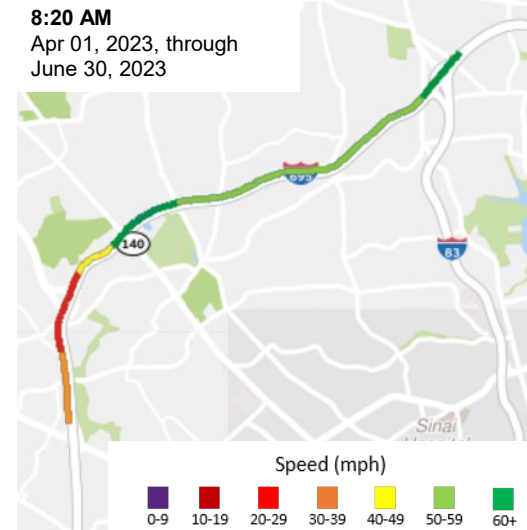 8:20 AM
Apr 01, 2023, through
June 30, 2023
695
140
83
Sinai
Hospital
Speed (mph)
0-9 10-19 20-29 30-39 40-49 50-59 60+